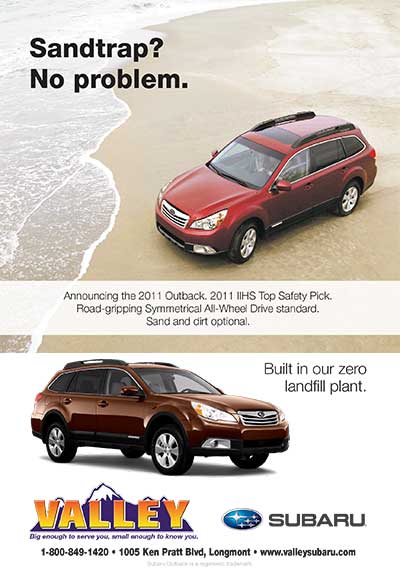 Sandtrap?
No problem.
Announcing the 2011 Outback. 2011 IIHS Top Safety Pick.
Road-gripping Symmetrical All-Wheel Drive standard.
Sand and dirt optional.
Built in our zero
landfill plant.
VALLEY
Big enough to serve you, small enough to know you.
SUBARU
1-800-849-1420 • 1005 Ken Pratt Blvd, Longmont • www.valleysubaru.com
Subaru Outback is a registered trademark.